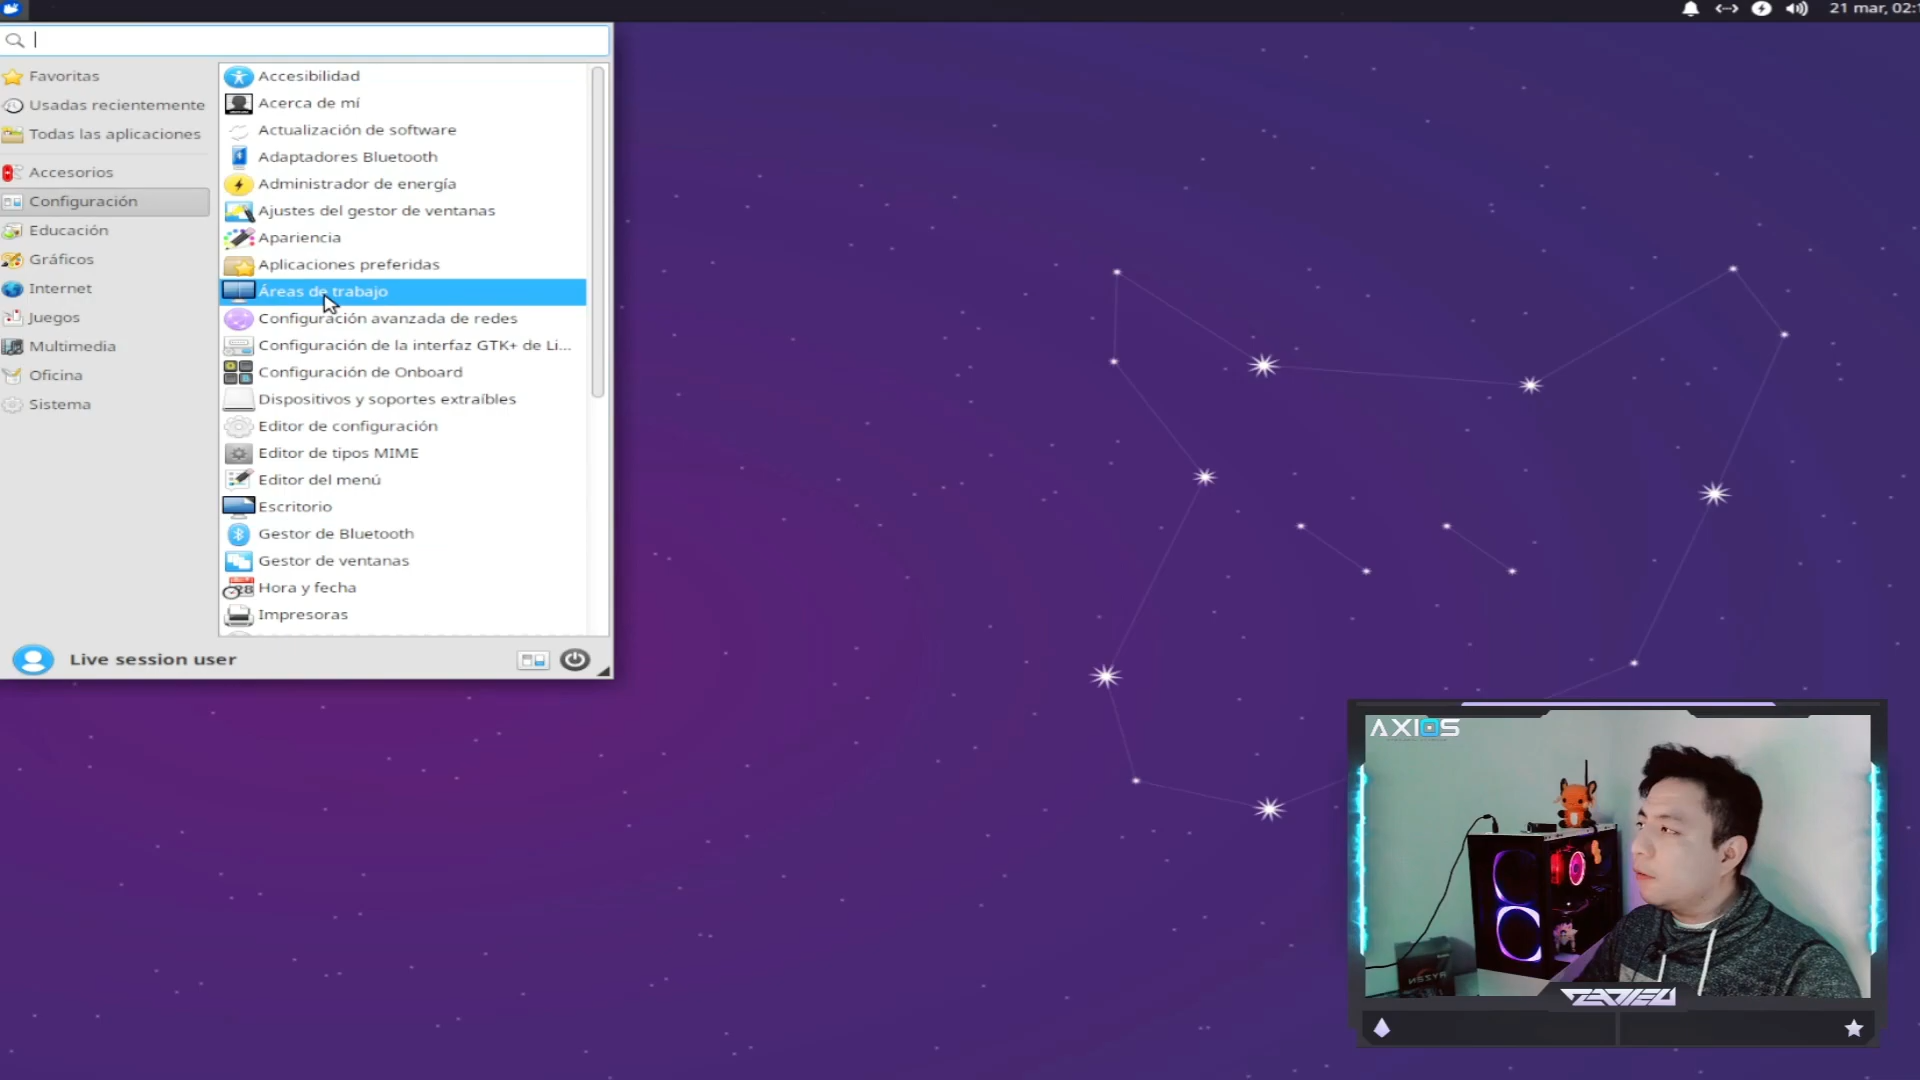 21 mar, 02:1
Favoritas
Usadas recientemente
Todas las aplicaciones
Accesorios
Configuración
Educación
Gráficos
Internet
Juegos
Multimedia
Oficina
Sistema
Accesibilidad
Acerca de mí
Actualización de software
Adaptadores Bluetooth
Administrador de energía
Ajustes del gestor de ventanas
Apariencia
Aplicaciones preferidas
Áreas de trabajo
Configuración avanzada de redes
Configuración de la interfaz GTK+ de Li...
Configuración de Onboard
Dispositivos y soportes extraíbles
Editor de configuración
Editor de tipos MIME
Editor del menú
Escritorio
Gestor de Bluetooth
Gestor de ventanas
Hora y fecha
Impresoras
Live session user
AXIOS
RYZEN